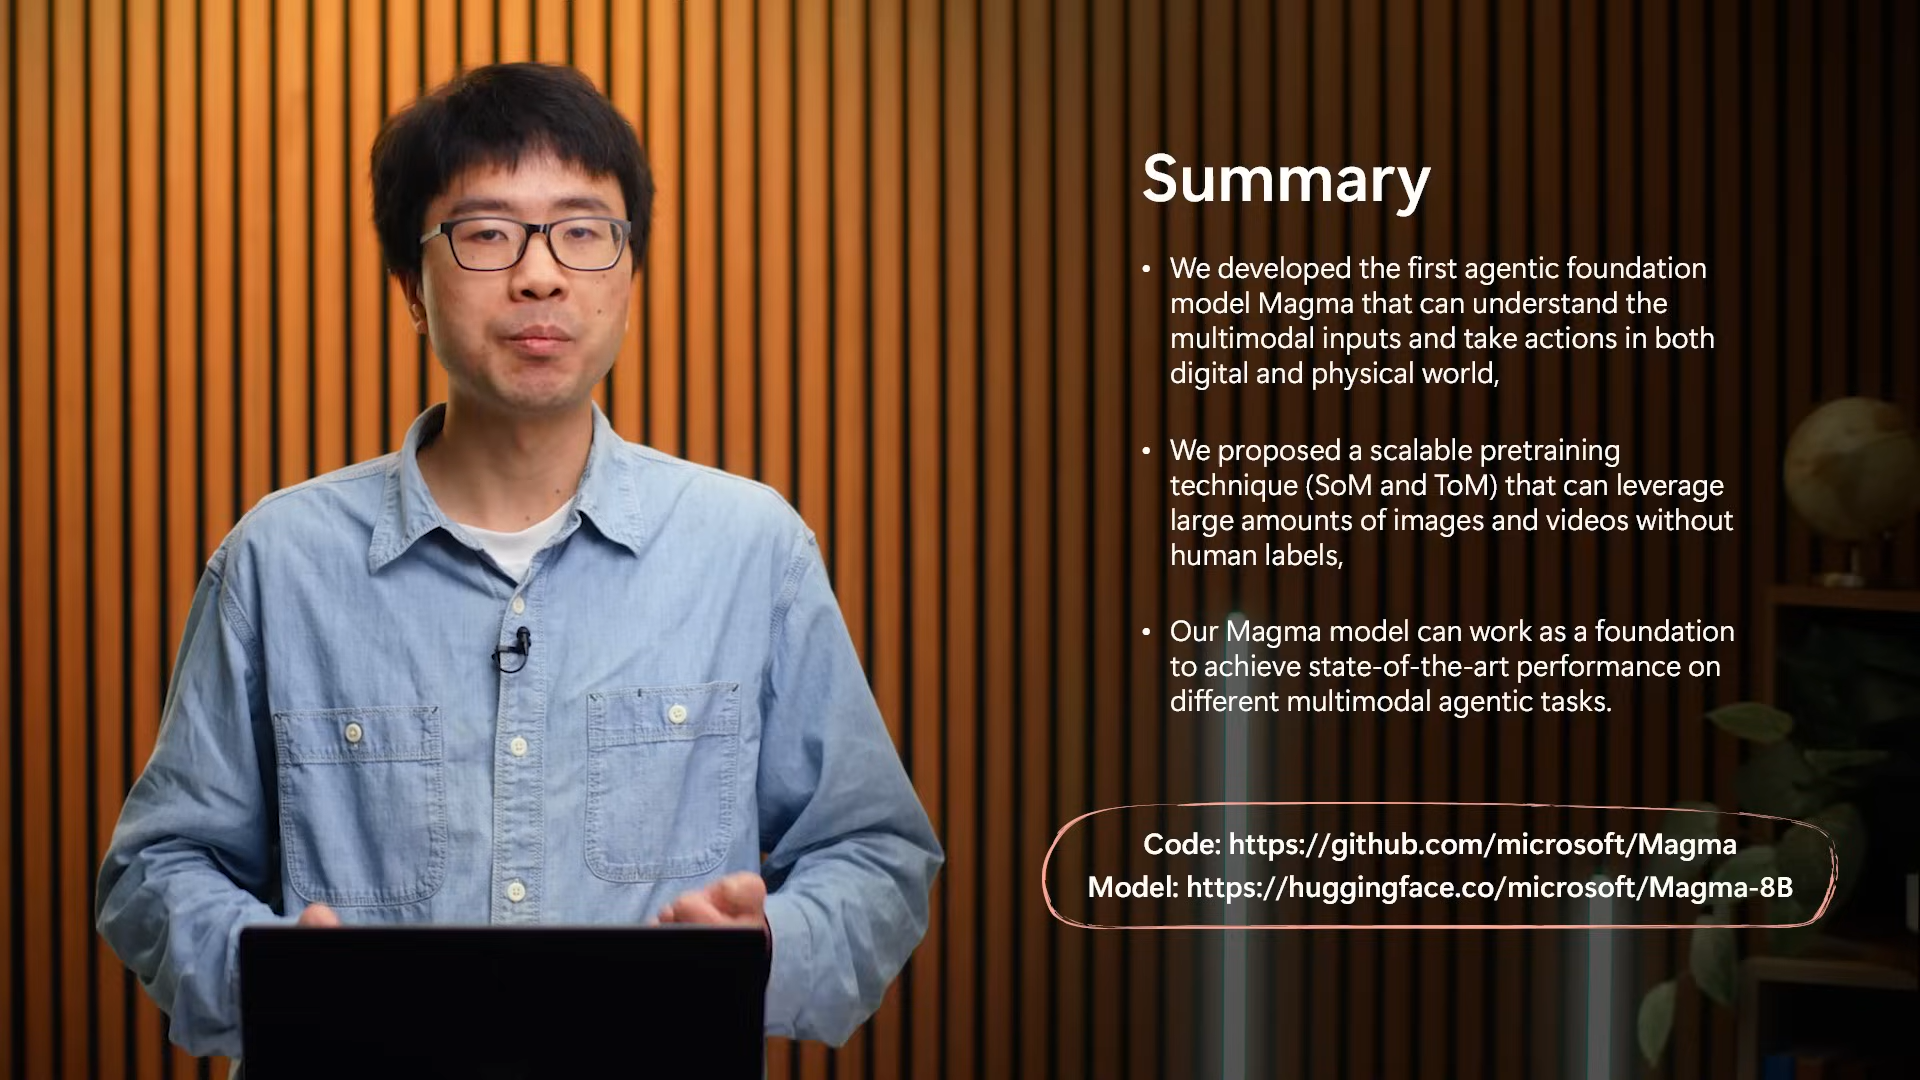 Summary
• We developed the first agentic foundation
model Magma that can understand the
multimodal inputs and take actions in both
digital and physical world,
• We proposed a scalable pretraining
technique (SoM and ToM) that can leverage
large amounts of images and videos without
human labels,
• Our Magma model can work as a foundation
to achieve state-of-the-art performance on
different multimodal agentic tasks.
Code: https://github.com/microsoft/Magma
Model: https://huggingface.co/microsoft/Magma-8B